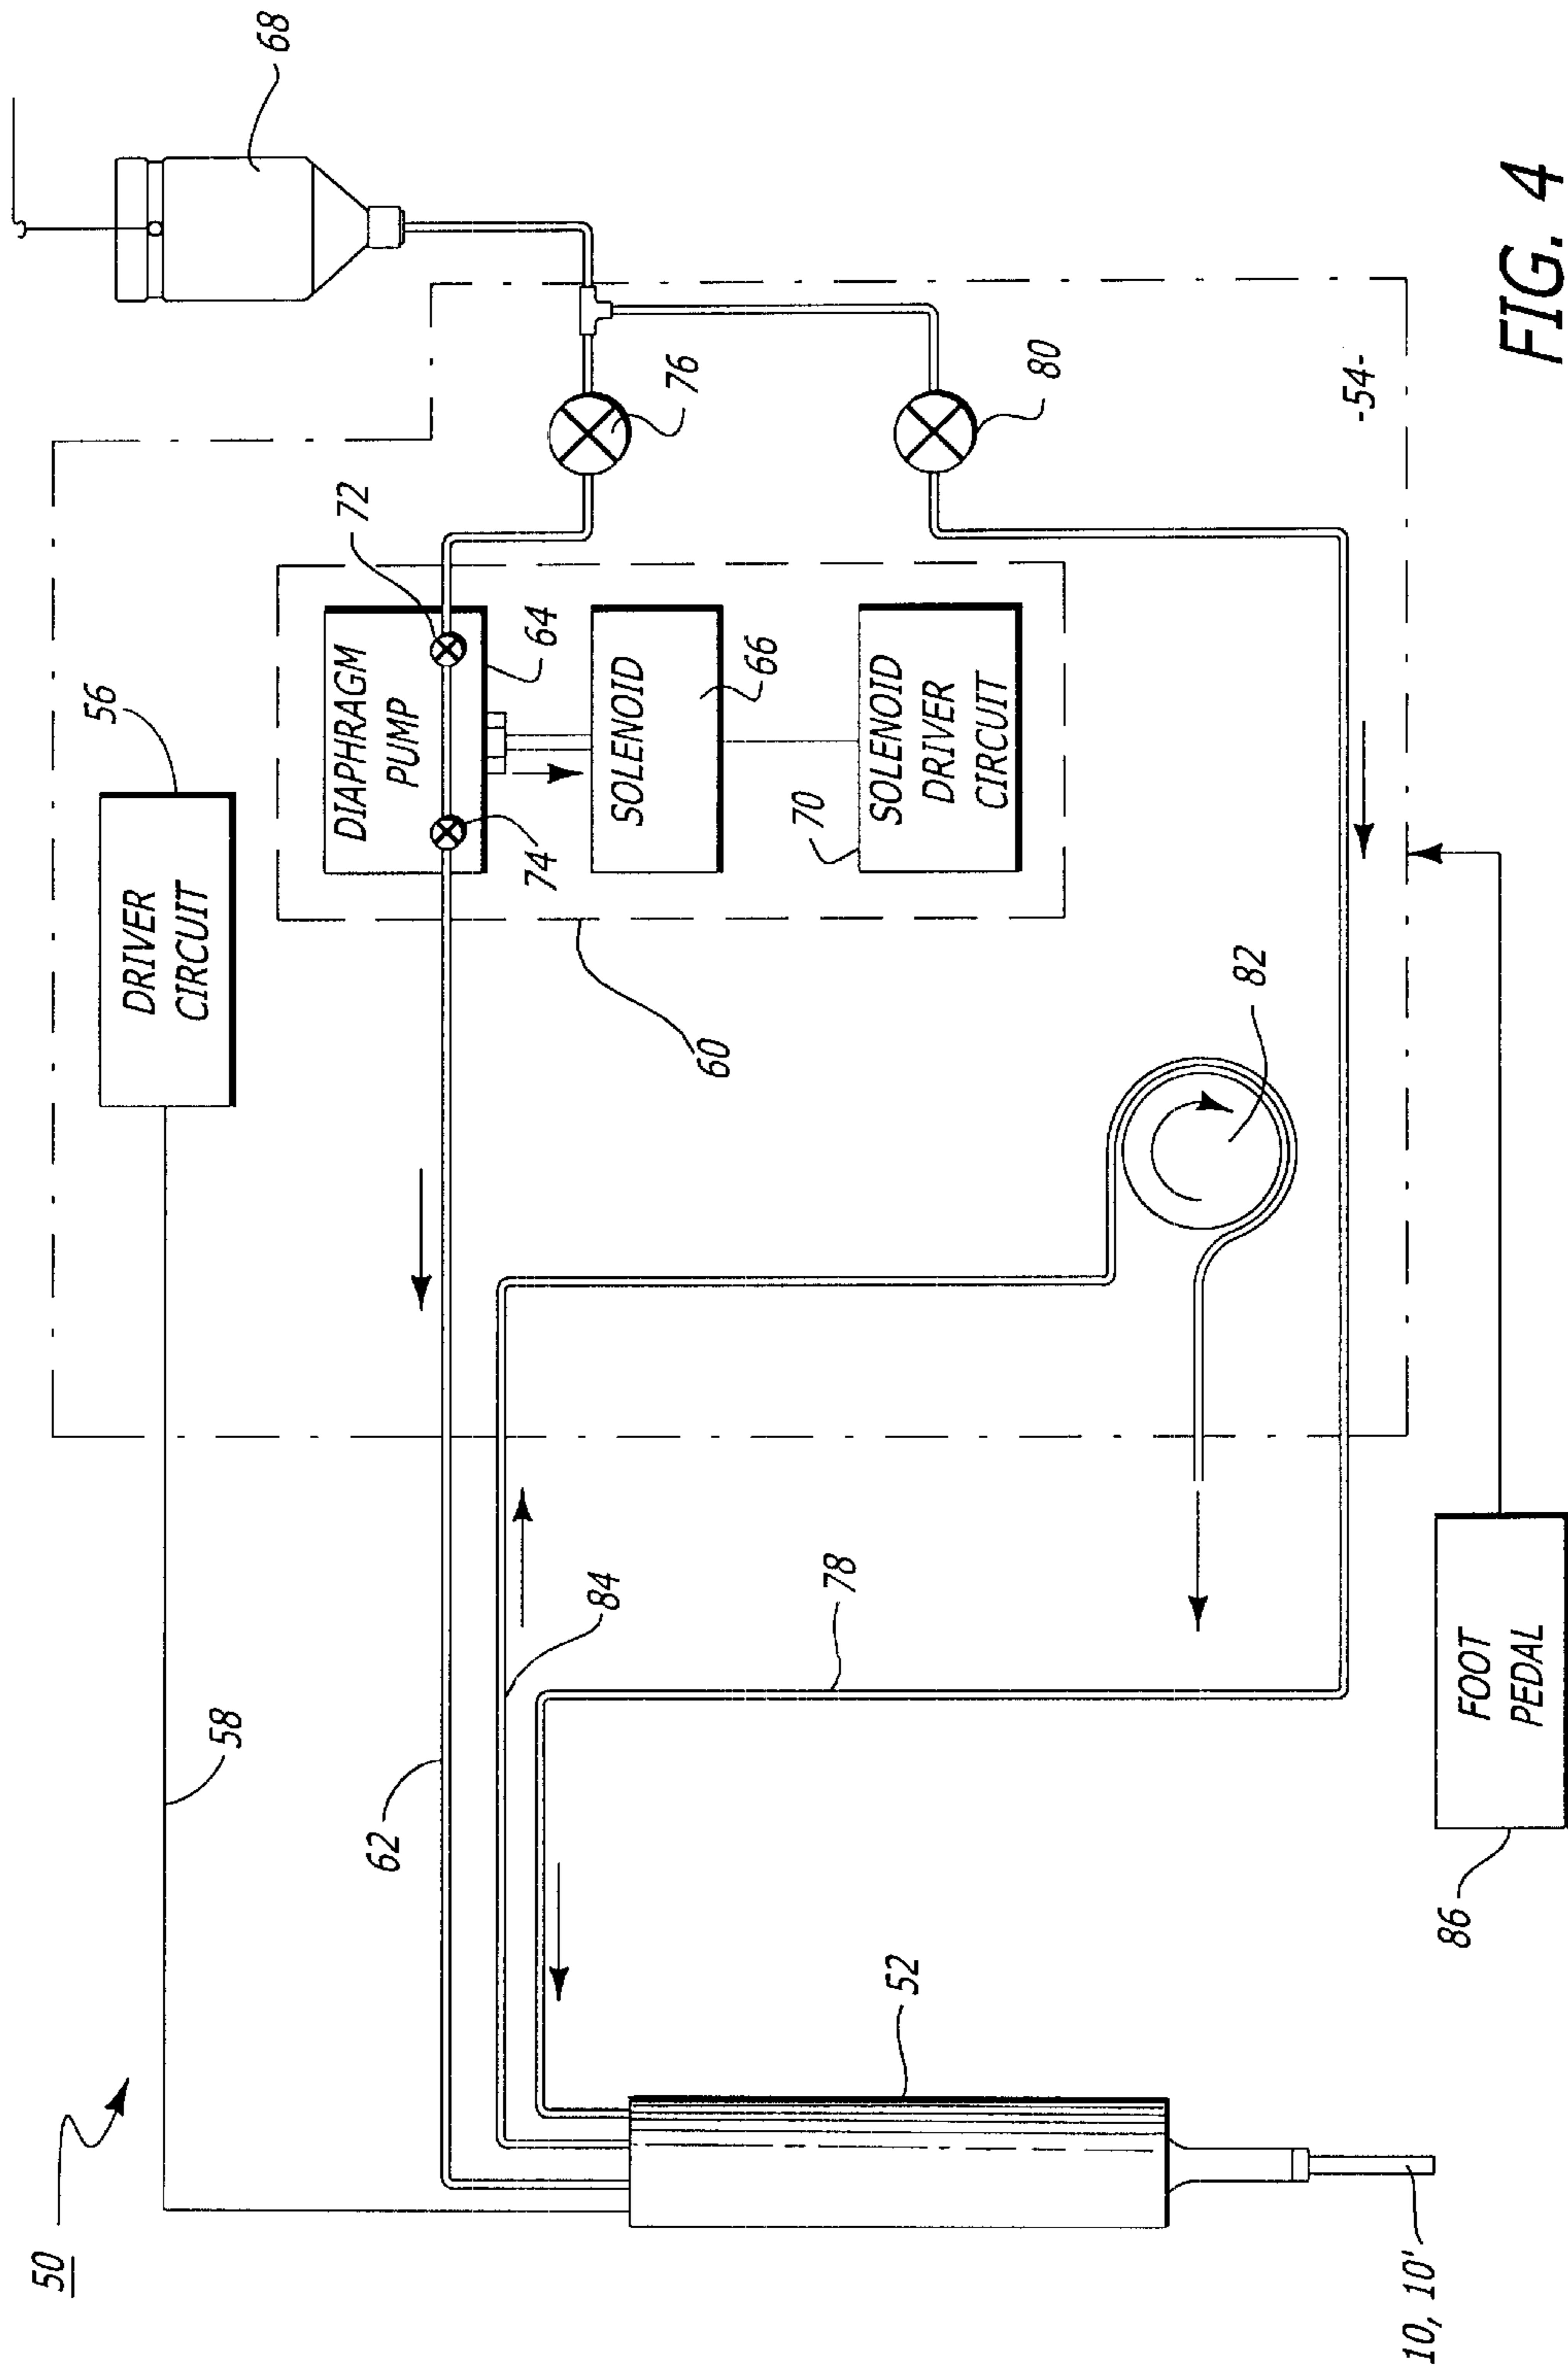 50
58
DRIVER
CIRCUIT
56
68
62
84
DIAPHRAGM
PUMP
72
74
64
76
60
SOLENOID
66
70
SOLENOID
DRIVER
CIRCUIT
80
52
78
82
-54-
10, 10'
86
FOOT
PEDAL
FIG. 4